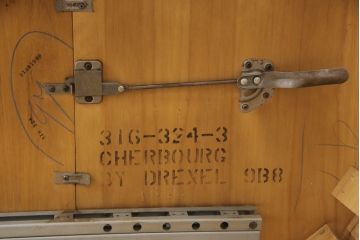 316-324-3
CHERBOURG
BY DREXEL 9B8